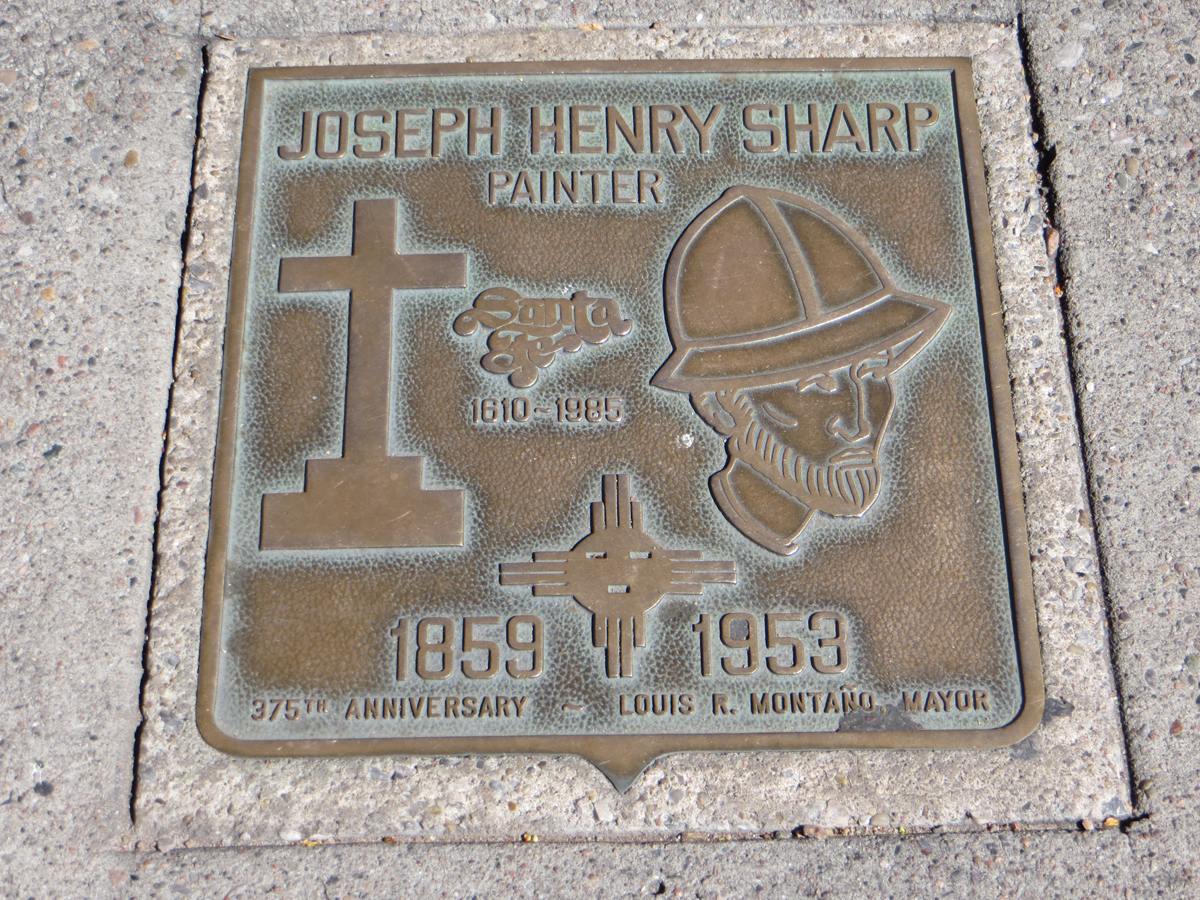 JOSEPH HENRY SHARP
PAINTER
Santa
Fe
1610~1985
1859 1953
375TH ANNIVERSARY ~ LOUIS R. MONTAÑO, MAYOR